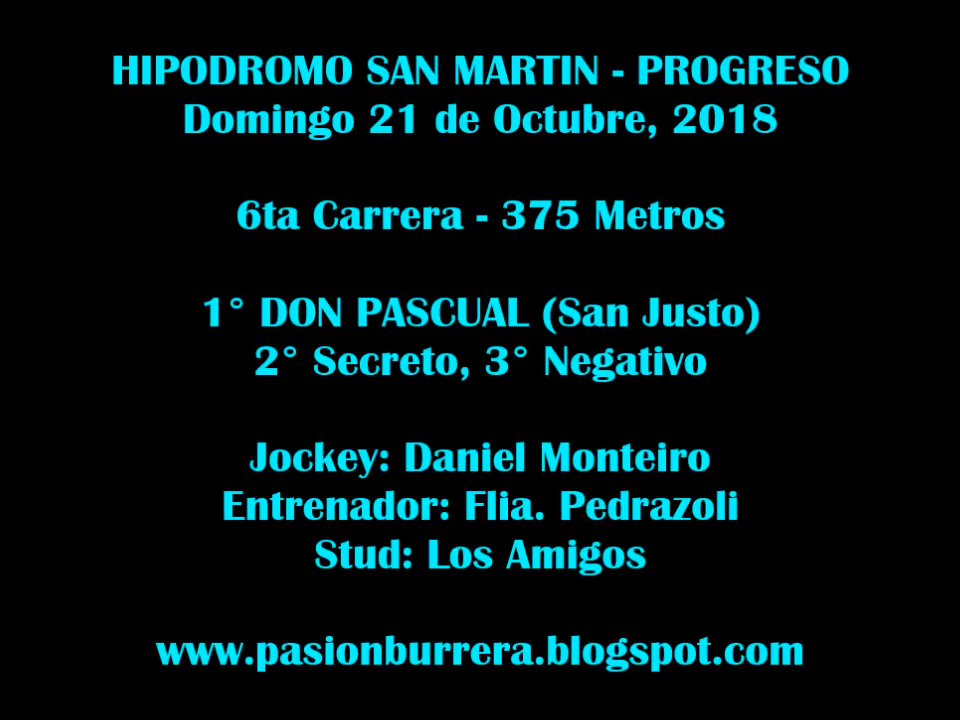 HIPODROMO SAN MARTIN - PROGRESO
Domingo 21 de Octubre, 2018
6ta Carrera - 375 Metros
1° DON PASCUAL (San Justo)
2° Secreto, 3° Negativo
Jockey: Daniel Monteiro
Entrenador: Flia. Pedrazoli
Stud: Los Amigos
www.pasionburrera.blogspot.com